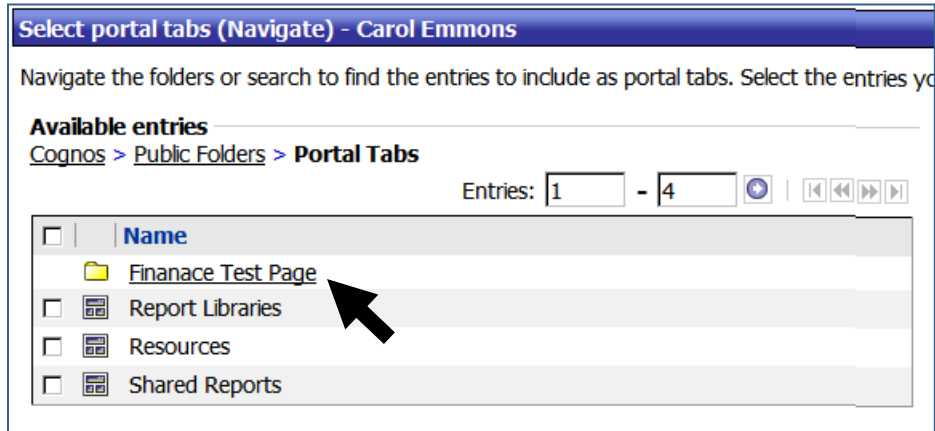 Select portal tabs (Navigate) - Carol Emmons
Navigate the folders or search to find the entries to include as portal tabs. Select the entries yo
Available entries
Cognos > Public Folders > Portal Tabs
Entries: 1 - 4
Name
Finanace Test Page
Report Libraries
Resources
Shared Reports